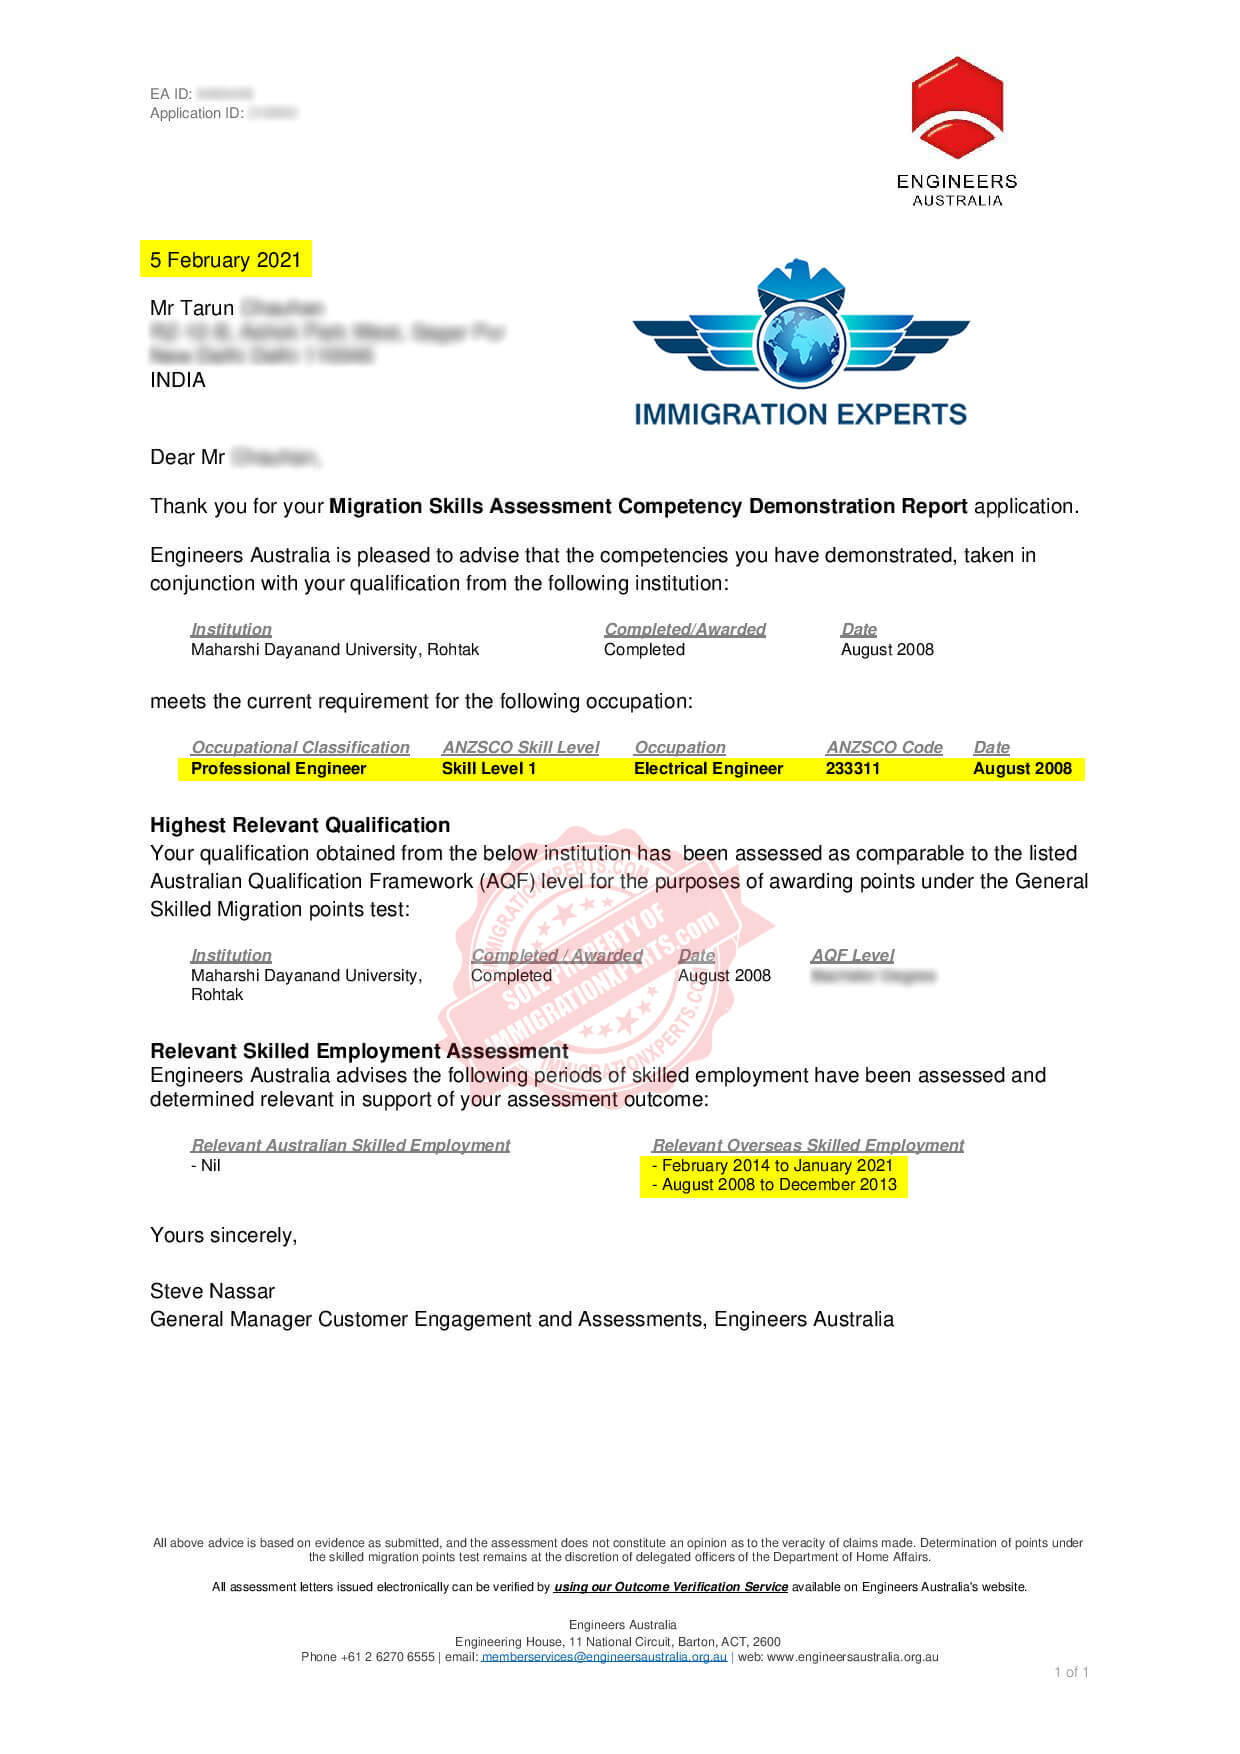 EA ID:
Application ID:
ENGINEERS
AUSTRALIA
5 February 2021
Mr Tarun
INDIA
IMMIGRATION EXPERTS
Dear Mr
Thank you for your Migration Skills Assessment Competency Demonstration Report application.
Engineers Australia is pleased to advise that the competencies you have demonstrated, taken in
conjunction with your qualification from the following institution:
Institution Completed/Awarded Date
Maharshi Dayanand University, Rohtak Completed August 2008
meets the current requirement for the following occupation:
Occupational Classification ANZSCO Skill Level Occupation ANZSCO Code Date
Professional Engineer Skill Level 1 Electrical Engineer 233311 August 2008
Highest Relevant Qualification
Your qualification obtained from the below institution has been assessed as comparable to the listed
Australian Qualification Framework (AQF) level for the purposes of awarding points under the General
Skilled Migration points test:
Institution Completed / Awarded Date AQF Level
Maharshi Dayanand University, Completed August 2008
Rohtak
IMMIGRATIONXPERTS.COM
SOLE PROPERTY OF
IMMIGRATIONXPERTS.com
IMMIGRATIONXPERTS.COM
Relevant Skilled Employment Assessment
Engineers Australia advises the following periods of skilled employment have been assessed and
determined relevant in support of your assessment outcome:
Relevant Australian Skilled Employment Relevant Overseas Skilled Employment
- Nil - February 2014 to January 2021
- August 2008 to December 2013
Yours sincerely,
Steve Nassar
General Manager Customer Engagement and Assessments, Engineers Australia
All above advice is based on evidence as submitted, and the assessment does not constitute an opinion as to the veracity of claims made. Determination of points under
the skilled migration points test remains at the discretion of delegated officers of the Department of Home Affairs.
All assessment letters issued electronically can be verified by using our Outcome Verification Service available on Engineers Australia's website.
Engineers Australia
Engineering House, 11 National Circuit, Barton, ACT, 2600
Phone +61 2 6270 6555 | email: memberservices@engineersaustralia.org.au | web: www.engineersaustralia.org.au
1 of 1